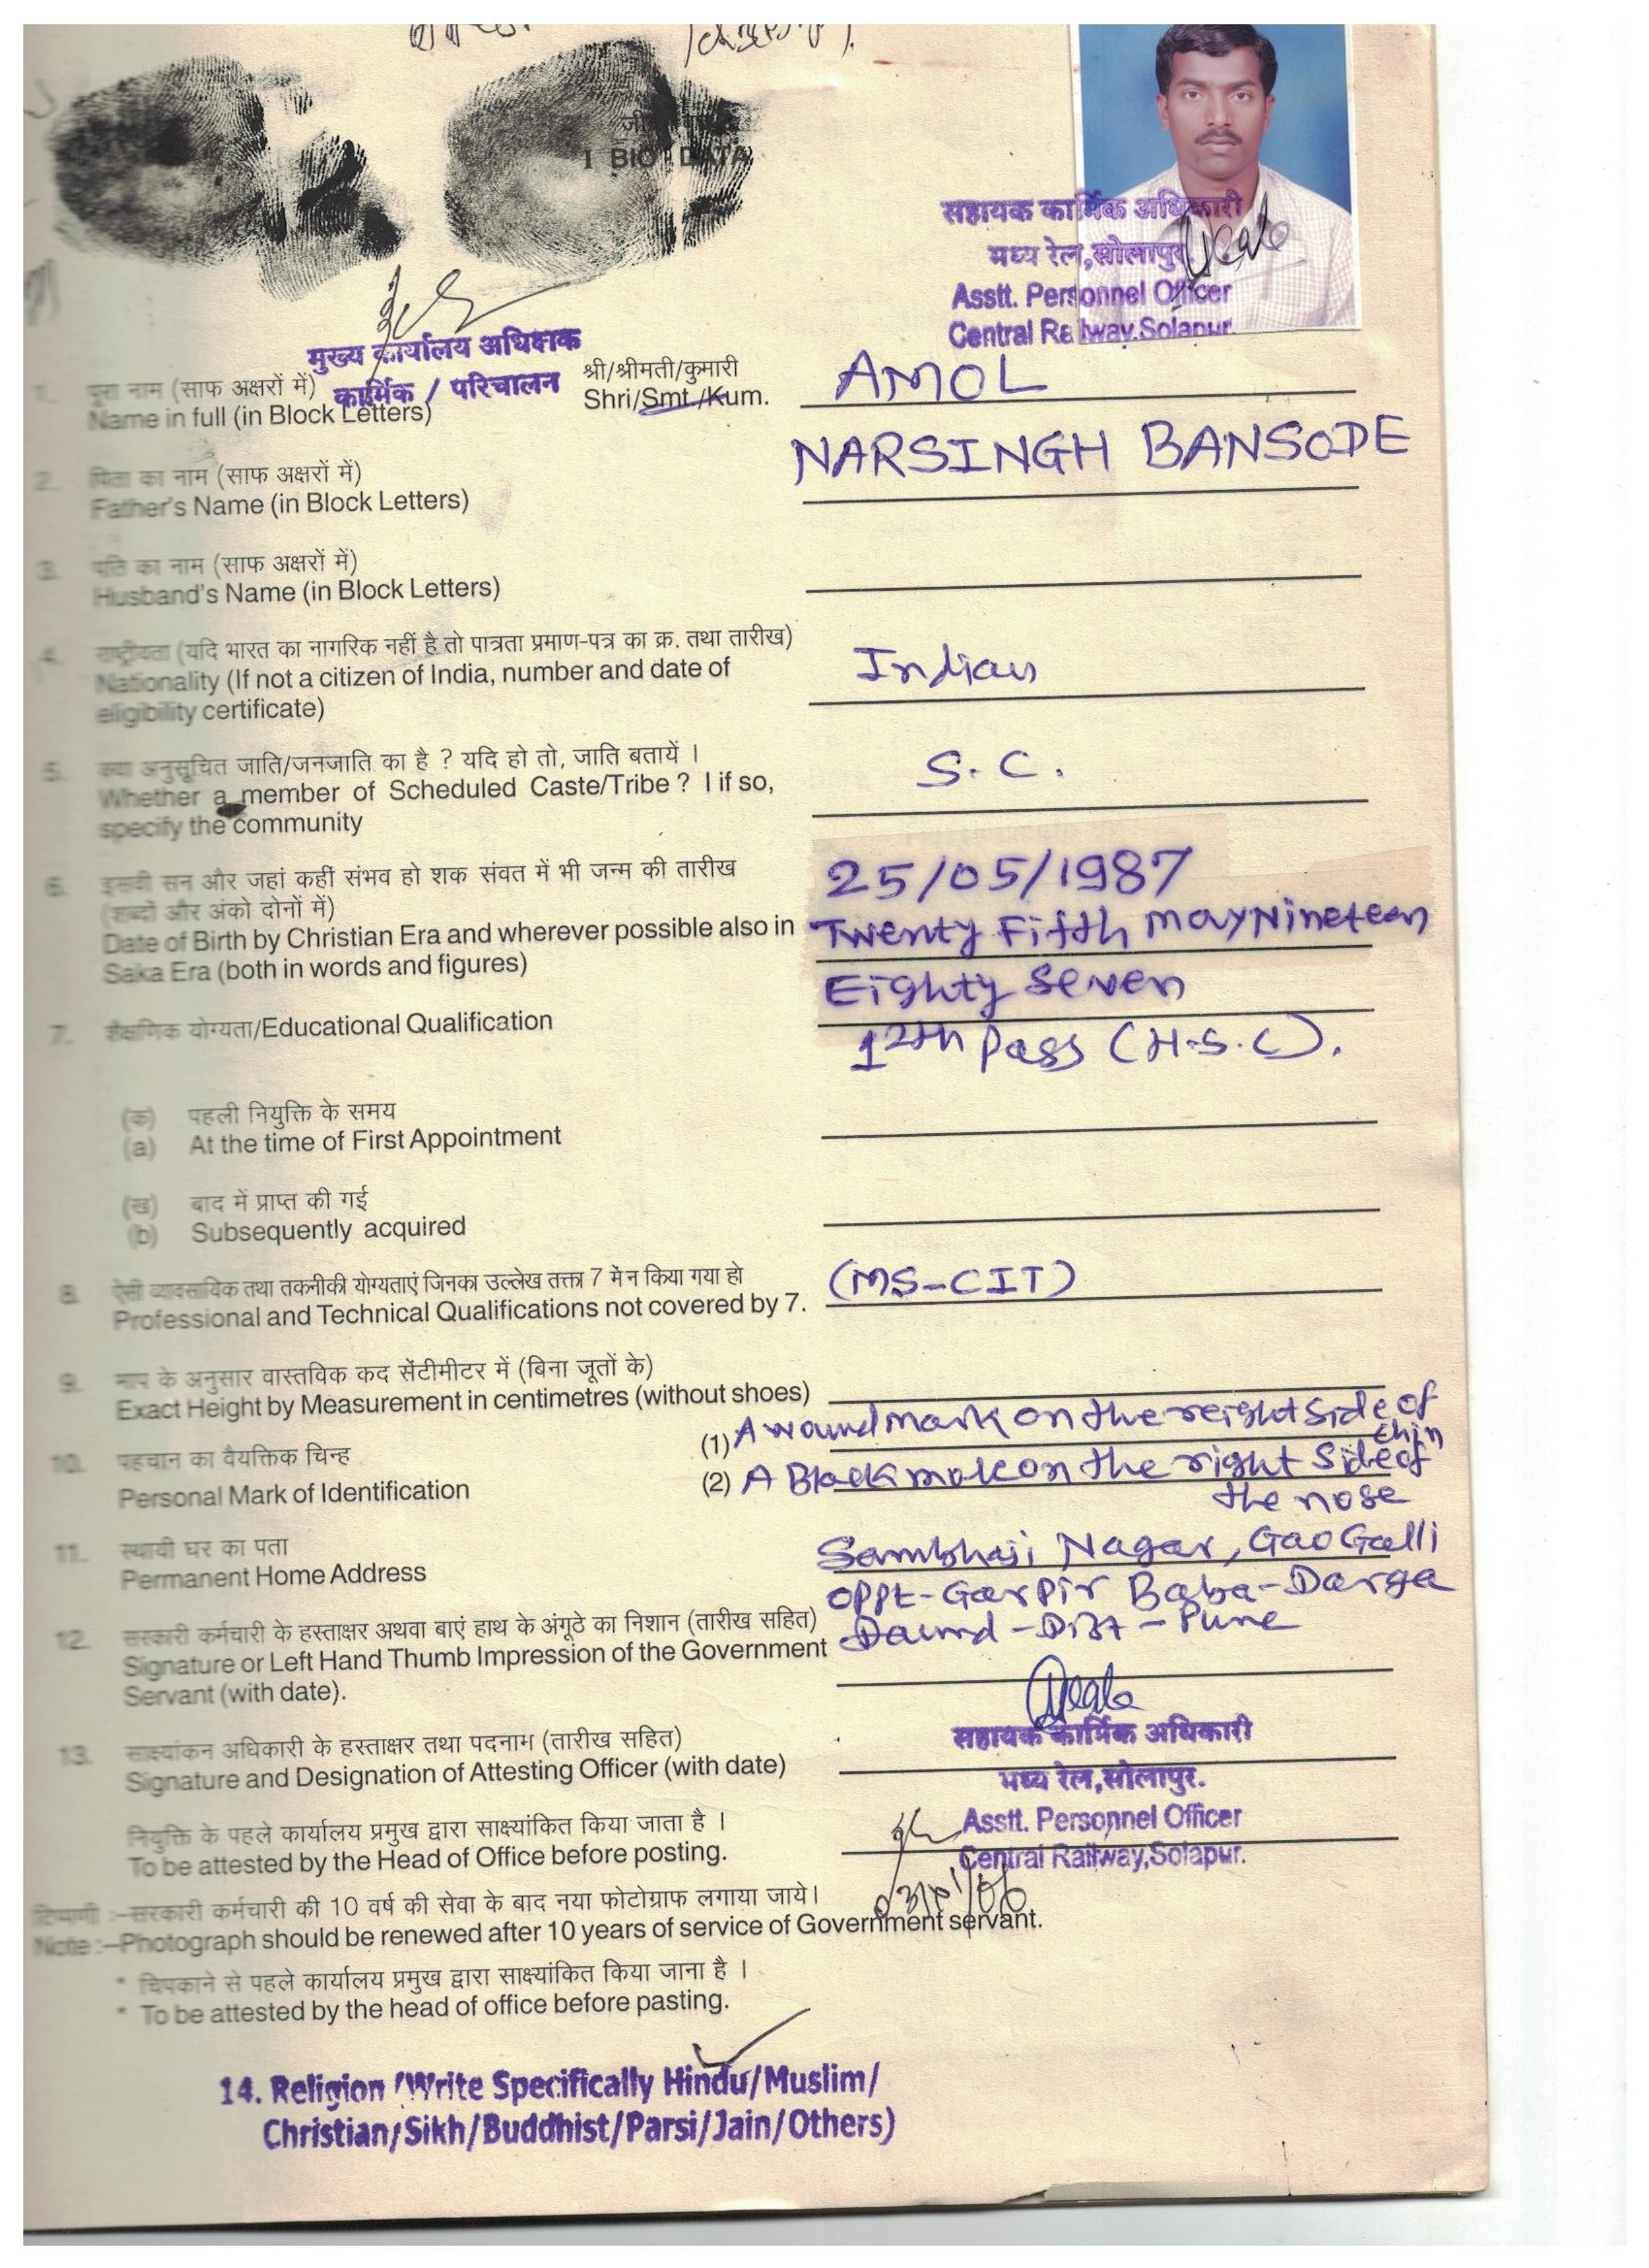 जी
I BIO-DATA
सहायक कार्मिक अधिकारी
मध्य रेल,सोलापुर.
Asstt. Personnel Officer
Central Railway,Solapur.
मुख्य कार्यालय अधिक्षक
कार्मिक / परिचालन
1. पुरा नाम (साफ अक्षरों में) श्री/श्रीमती/कुमारी
Name in full (in Block Letters) Shri/Smt./Kum. AMOL
NARSINGH BANSODE
2. पिता का नाम (साफ अक्षरों में)
Father's Name (in Block Letters)
3. पति का नाम (साफ अक्षरों में)
Husband's Name (in Block Letters)
4. राष्ट्रीयता (यदि भारत का नागरिक नहीं है तो पात्रता प्रमाण-पत्र का क्र. तथा तारीख)
Nationality (If not a citizen of India, number and date of Indian
eligibility certificate)
5. क्या अनुसूचित जाति/जनजाति का है ? यदि हो तो, जाति बतायें । S.C.
Whether a member of Scheduled Caste/Tribe ? I if so,
specify the community
6. इसवी सन और जहां कहीं संभव हो शक संवत में भी जन्म की तारीख 25/05/1987
(शब्दों और अंको दोनों में)
Date of Birth by Christian Era and wherever possible also in Twenty Fifth May Nineteen
Saka Era (both in words and figures) Eighty Seven
7. शैक्षणिक योग्यता/Educational Qualification 12th Pass (H.S.C).
(क) पहली नियुक्ति के समय
(a) At the time of First Appointment
(ख) बाद में प्राप्त की गई
(b) Subsequently acquired
8. ऐसी व्यावसायिक तथा तकनीकी योग्यताएं जिनका उल्लेख तक्ता 7 में न किया गया हो (MS-CIT)
Professional and Technical Qualifications not covered by 7.
9. माप के अनुसार वास्तविक कद सेंटीमीटर में (बिना जूतों के)
Exact Height by Measurement in centimetres (without shoes)
(1) A wound mark on the reight Side of
chin
10. पहचान का वैयक्तिक चिन्ह
Personal Mark of Identification (2) A Black mole on the right Side of
the nose
11. स्थायी घर का पता Sambhaji Nagar, Gao Galli
Permanent Home Address OPPt-Garpir Baba-Darga
12. सरकारी कर्मचारी के हस्ताक्षर अथवा बाएं हाथ के अंगूठे का निशान (तारीख सहित) Daund-Dist-Pune
Signature or Left Hand Thumb Impression of the Government
Servant (with date).
13. साक्ष्यांकन अधिकारी के हस्ताक्षर तथा पदनाम (तारीख सहित) सहायक कार्मिक अधिकारी
Signature and Designation of Attesting Officer (with date) मध्य रेल,सोलापुर.
नियुक्ति के पहले कार्यालय प्रमुख द्वारा साक्ष्यांकित किया जाता है । Asstt. Personnel Officer
To be attested by the Head of Office before posting. Central Railway,Solapur.
टिप्पणी :–सरकारी कर्मचारी की 10 वर्ष की सेवा के बाद नया फोटोग्राफ लगाया जाये।
Note :–Photograph should be renewed after 10 years of service of Government servant.
* चिपकाने से पहले कार्यालय प्रमुख द्वारा साक्ष्यांकित किया जाना है ।
* To be attested by the head of office before pasting.
14. Religion (Write Specifically Hindu/Muslim/
Christian/Sikh/Buddhist/Parsi/Jain/Others)